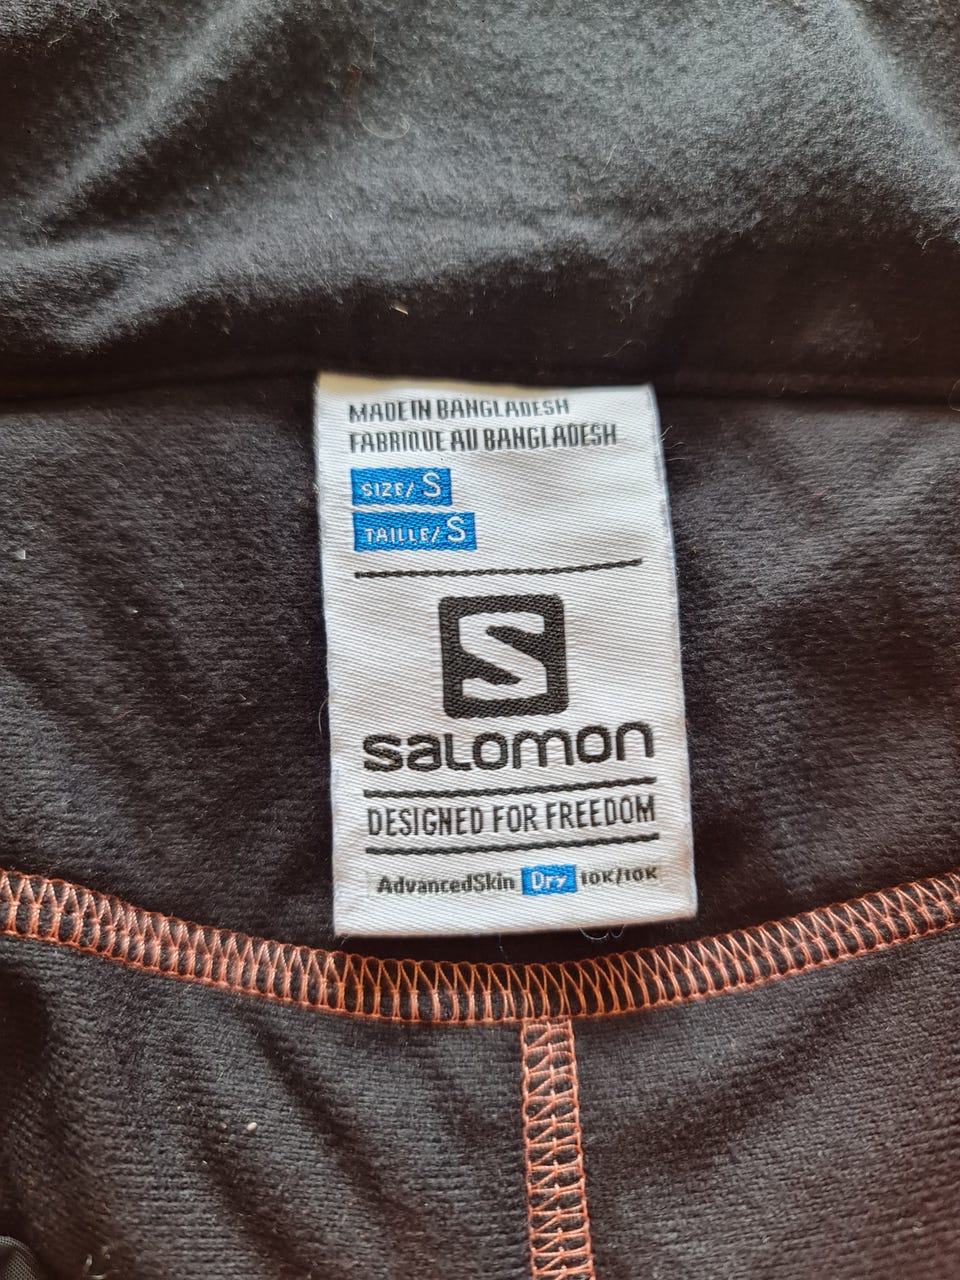 MADE IN BANGLADESH
FABRIQUE AU BANGLADESH
SIZE/ S
TAILLE/ S
S
salomon
DESIGNED FOR FREEDOM
AdvancedSkin Dry 10K/10K